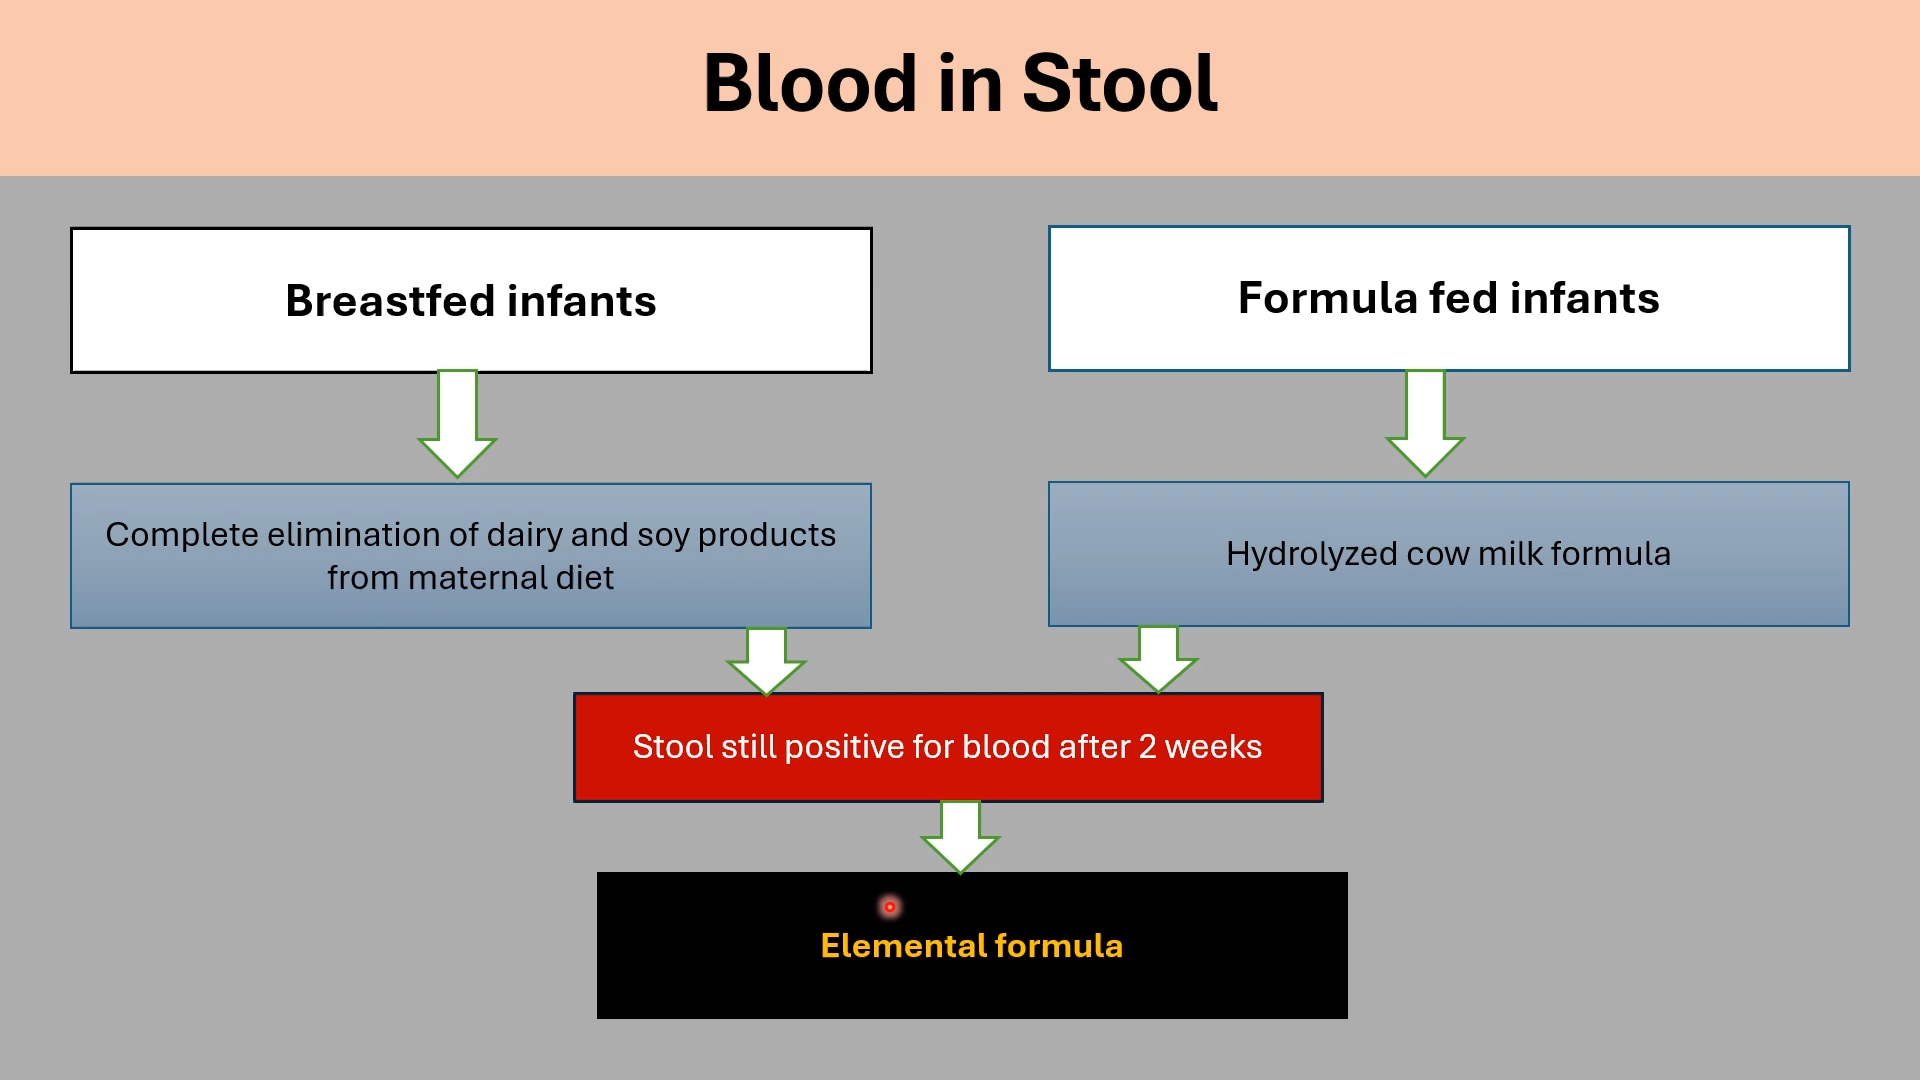 Blood in Stool
Breastfed infants
Formula fed infants
Complete elimination of dairy and soy products
from maternal diet
Hydrolyzed cow milk formula
Stool still positive for blood after 2 weeks
Elemental formula